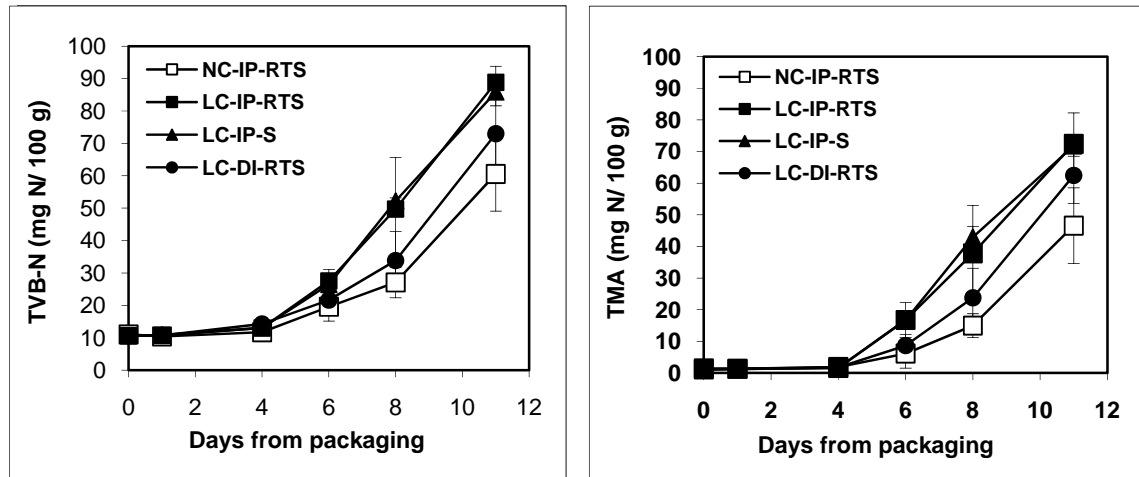 TVB-N (mg N/ 100 g)
100
90
80
70
60
50
40
30
20
10
0
NC-IP-RTS
LC-IP-RTS
LC-IP-S
LC-DI-RTS
0 2 4 6 8 10 12
Days from packaging
TMA (mg N/ 100 g)
100
90
80
70
60
50
40
30
20
10
0
NC-IP-RTS
LC-IP-RTS
LC-IP-S
LC-DI-RTS
0 2 4 6 8 10 12
Days from packaging